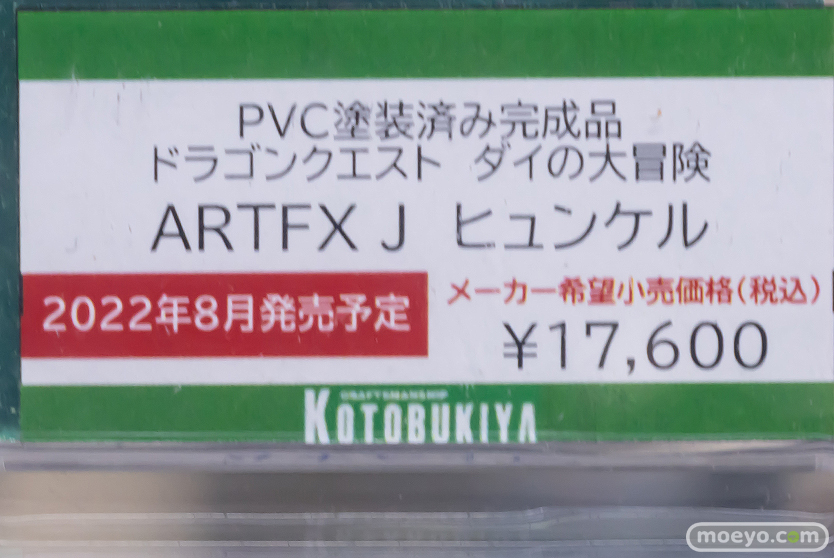 PVC塗装済み完成品
ドラゴンクエスト ダイの大冒険
ARTFX J ヒュンケル
2022年8月発売予定
メーカー希望小売価格(税込)
¥17,600
CRAFTSMANSHIP
KOTOBUKIYA
moeyo.com